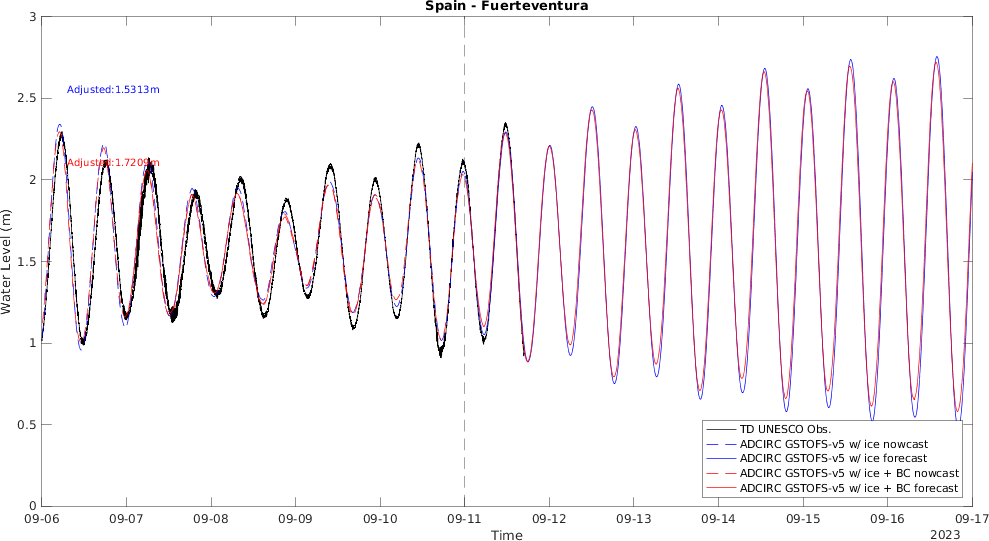 Spain - Fuerteventura
3
2.5
2
1.5
1
0.5
0
Water Level (m)
Adjusted:1.5313m
Adjusted:1.7209m
TD UNESCO Obs.
ADCIRC GSTOFS-v5 w/ ice nowcast
ADCIRC GSTOFS-v5 w/ ice forecast
ADCIRC GSTOFS-v5 w/ ice + BC nowcast
ADCIRC GSTOFS-v5 w/ ice + BC forecast
09-06 09-07 09-08 09-09 09-10 09-11 09-12 09-13 09-14 09-15 09-16 09-17
Time
2023